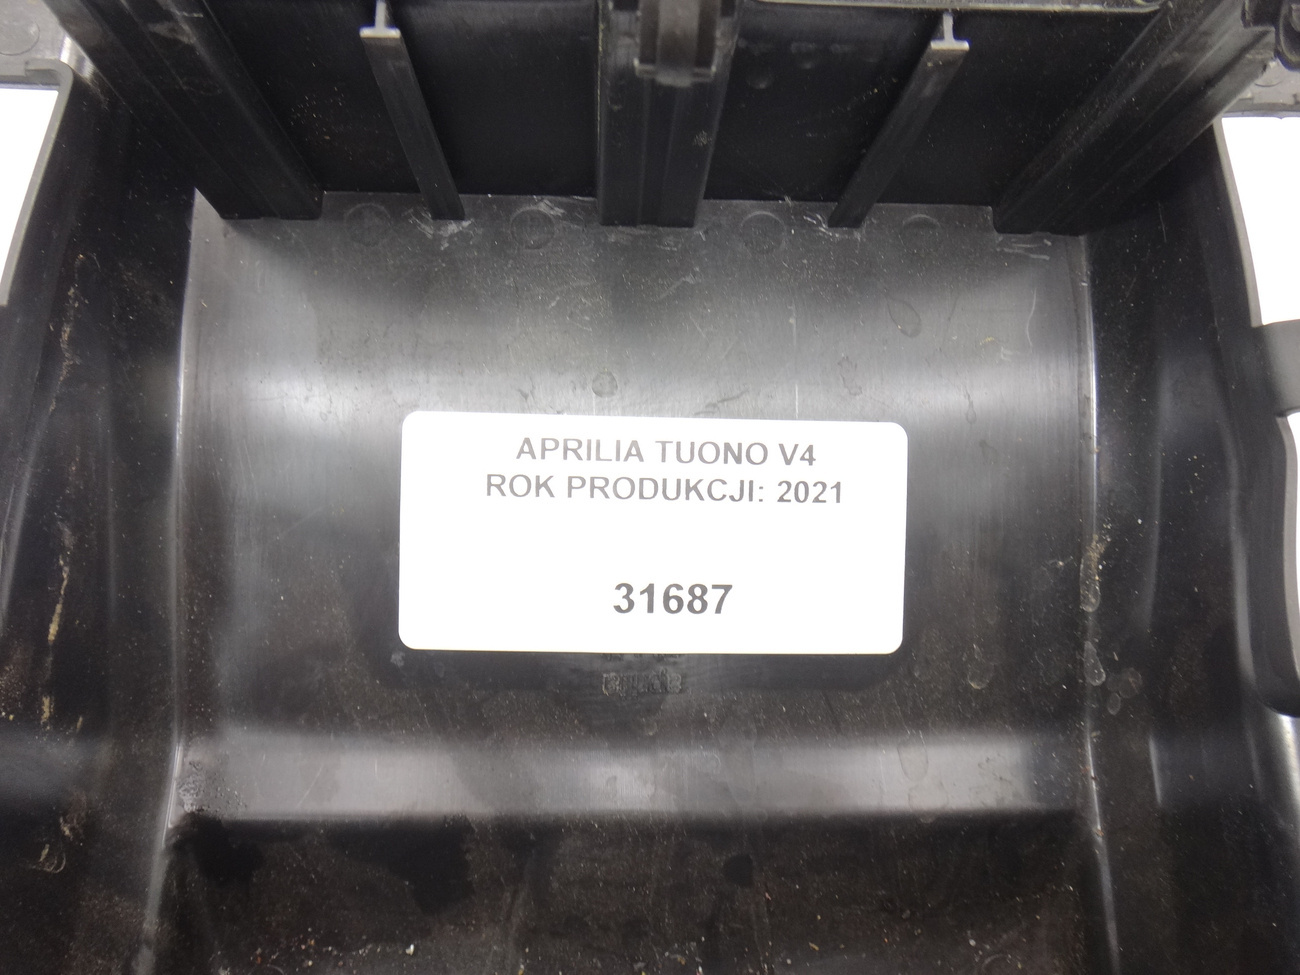 APRILIA TUONO V4
ROK PRODUKCJI: 2021
31687